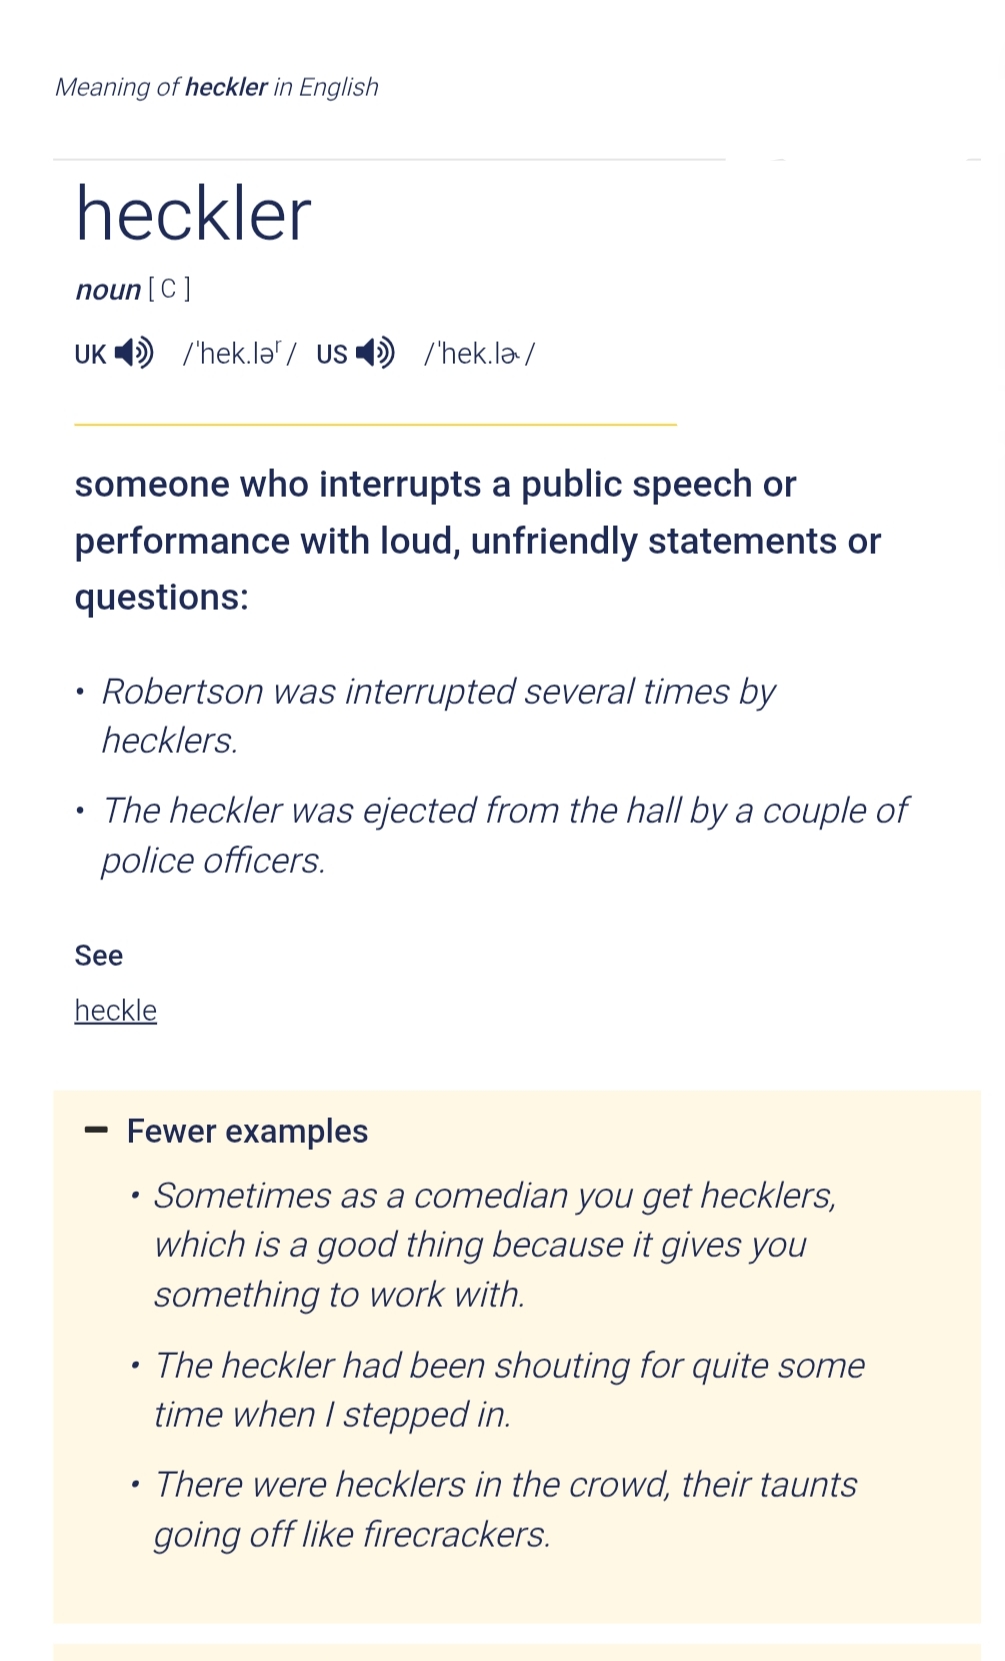 Meaning of heckler in English
heckler
noun [ C ]
UK /ˈhek.ləʳ/ US /ˈhek.lɚ/
someone who interrupts a public speech or
performance with loud, unfriendly statements or
questions:
• Robertson was interrupted several times by
hecklers.
• The heckler was ejected from the hall by a couple of
police officers.
See
heckle
– Fewer examples
• Sometimes as a comedian you get hecklers,
which is a good thing because it gives you
something to work with.
• The heckler had been shouting for quite some
time when I stepped in.
• There were hecklers in the crowd, their taunts
going off like firecrackers.